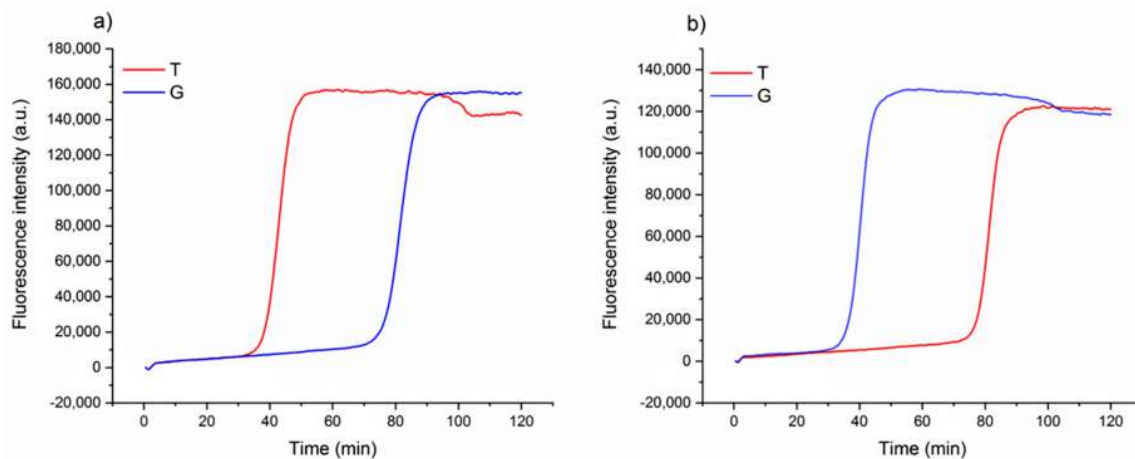 a)
180,000
160,000
140,000
120,000
100,000
80,000
60,000
40,000
20,000
0
-20,000
Fluorescence intensity (a.u.)
T
G
0 20 40 60 80 100 120
Time (min)
b)
140,000
120,000
100,000
80,000
60,000
40,000
20,000
0
-20,000
Fluorescence intensity (a.u.)
T
G
0 20 40 60 80 100 120
Time (min)